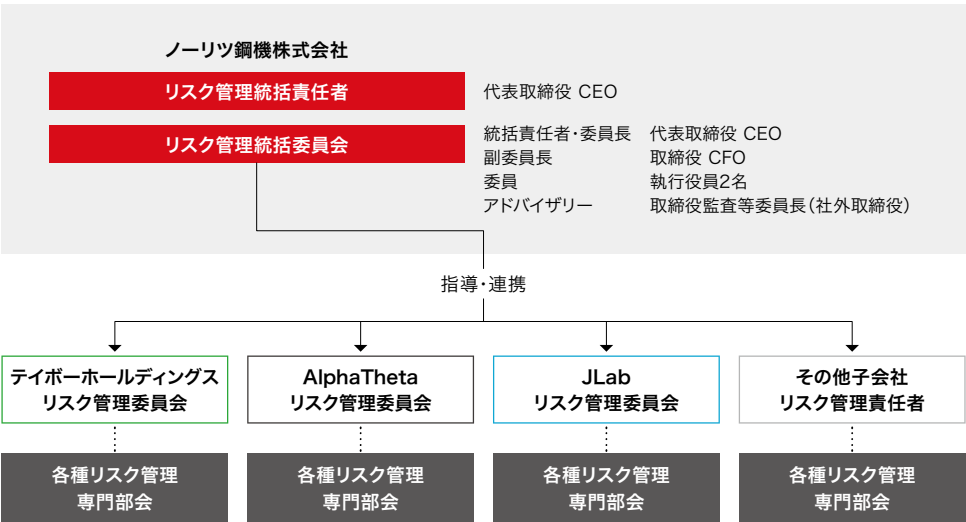 ノーリツ鋼機株式会社
リスク管理統括責任者
代表取締役 CEO
リスク管理統括委員会
統括責任者・委員長 代表取締役 CEO
副委員長 取締役 CFO
委員 執行役員2名
アドバイザリー 取締役監査等委員長（社外取締役）
指導・連携
テイボーホールディングス
リスク管理委員会
AlphaTheta
リスク管理委員会
JLab
リスク管理委員会
その他子会社
リスク管理責任者
各種リスク管理
専門部会
各種リスク管理
専門部会
各種リスク管理
専門部会
各種リスク管理
専門部会